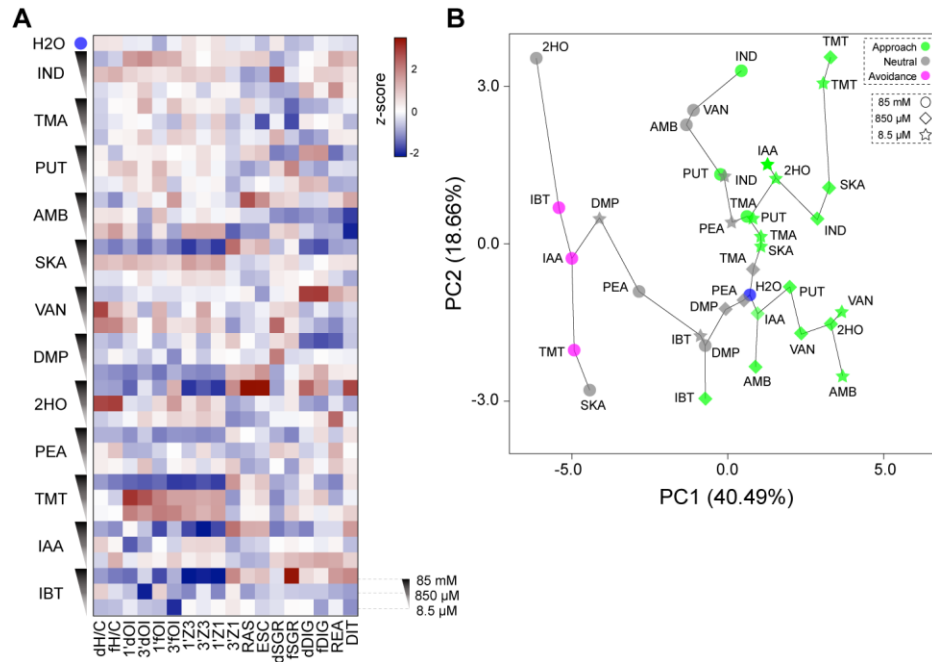 A
H2O
IND
TMA
PUT
AMB
SKA
VAN
DMP
2HO
PEA
TMT
IAA
IBT
dH/C
fH/C
1'dOI
3'dOI
1'fOI
3'fOI
1'Z3
3'Z3
1'Z1
3'Z1
RAS
ESC
dSGR
fSGR
dDIG
fDIG
REA
DIT
2
0
-2
z-score
85 mM
850 µM
8.5 µM
B
PC2 (18.66%)
3.0
0.0
-3.0
-5.0
0.0
5.0
PC1 (40.49%)
Approach
Neutral
Avoidance
85 mM
850 µM
8.5 µM
2HO
IND
TMT
TMT
VAN
AMB
IAA
2HO
PUT
IND
SKA
IBT
DMP
PEA
TMA
PUT
IND
TMA
SKA
IAA
TMA
PEA
PEA
H2O
PUT
DMP
VAN
IAA
2HO
TMT
IBT
DMP
VAN
AMB
SKA
IBT
AMB